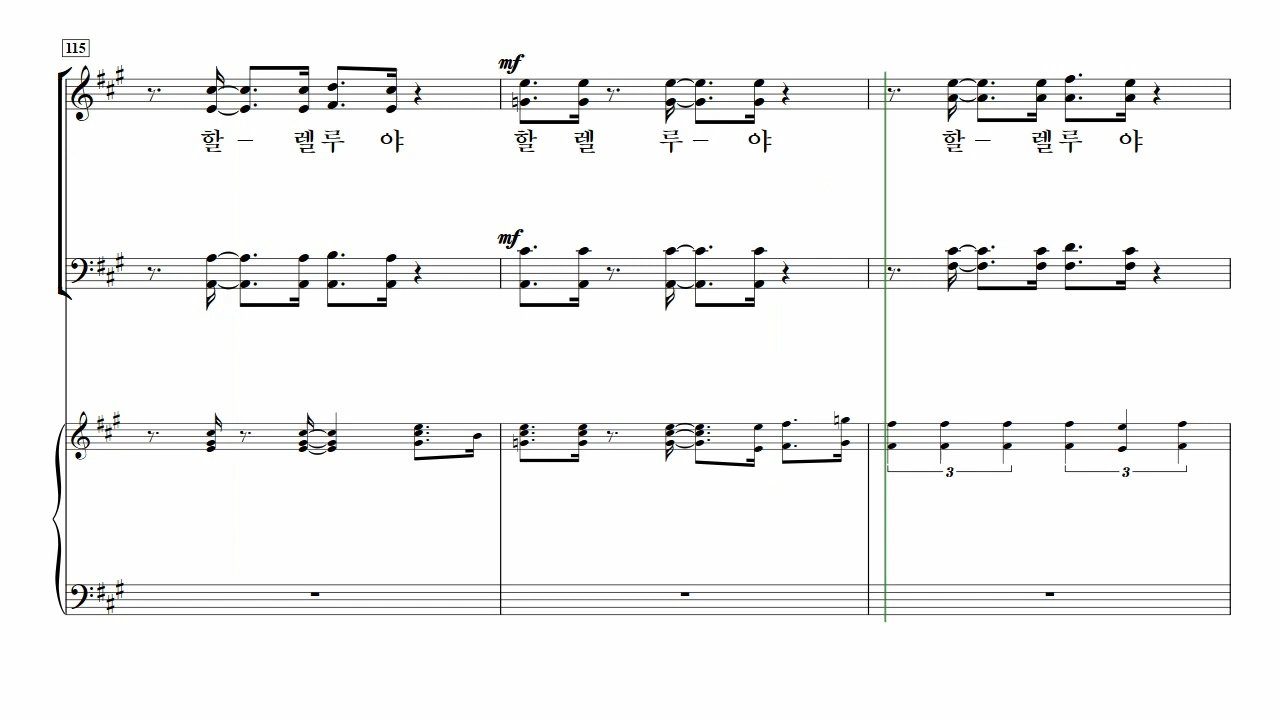 115
mf
할 – 렐루 야 할 렐 루 – 야 할 – 렐루 야
mf
3 3